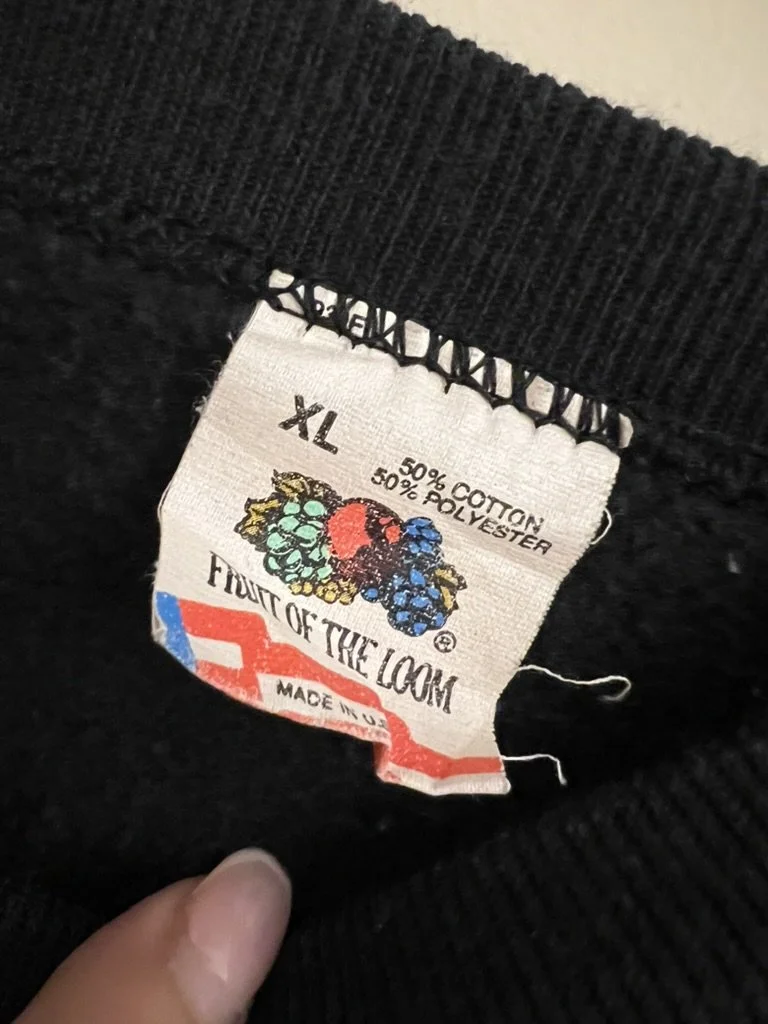 XL
50% COTTON
50% POLYESTER
FRUIT OF THE LOOM
®
MADE IN U.S